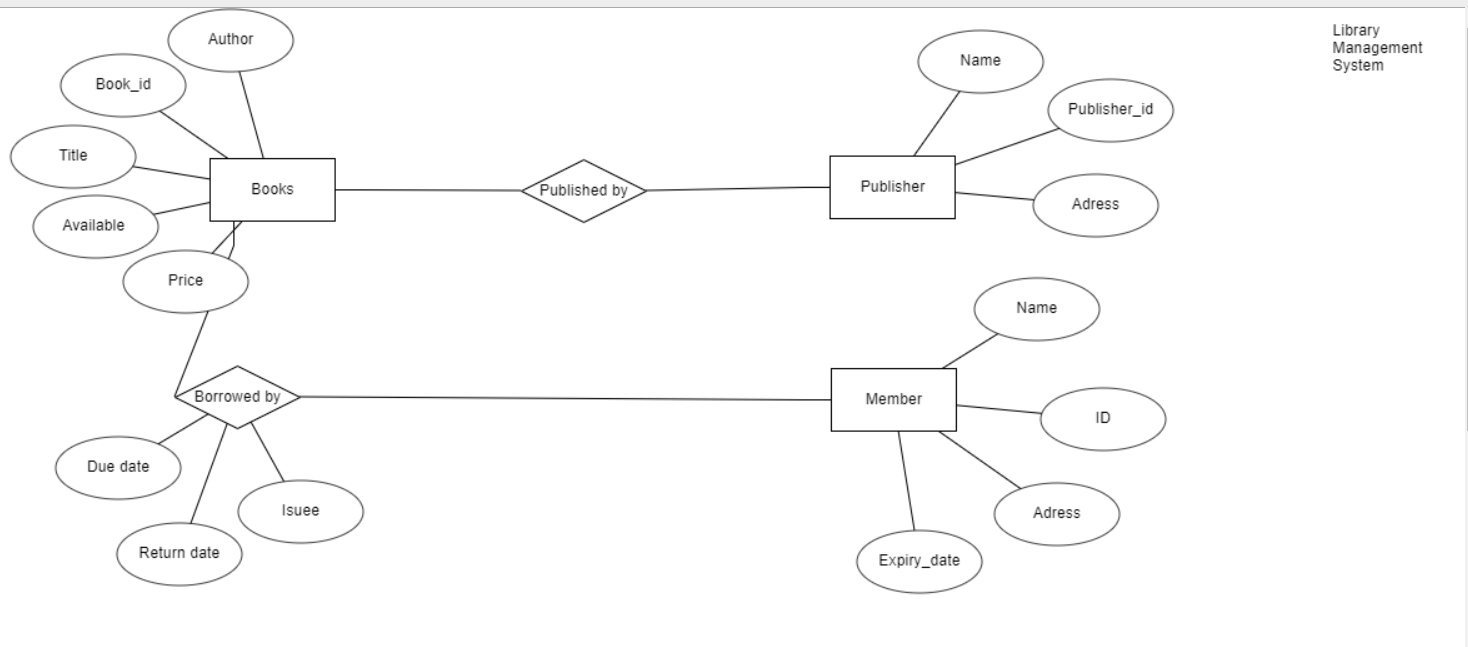 Author
Name
Library
Management
System
Book_id
Publisher_id
Title
Books
Published by
Publisher
Adress
Available
Price
Name
Borrowed by
Member
ID
Due date
Isuee
Adress
Return date
Expiry_date